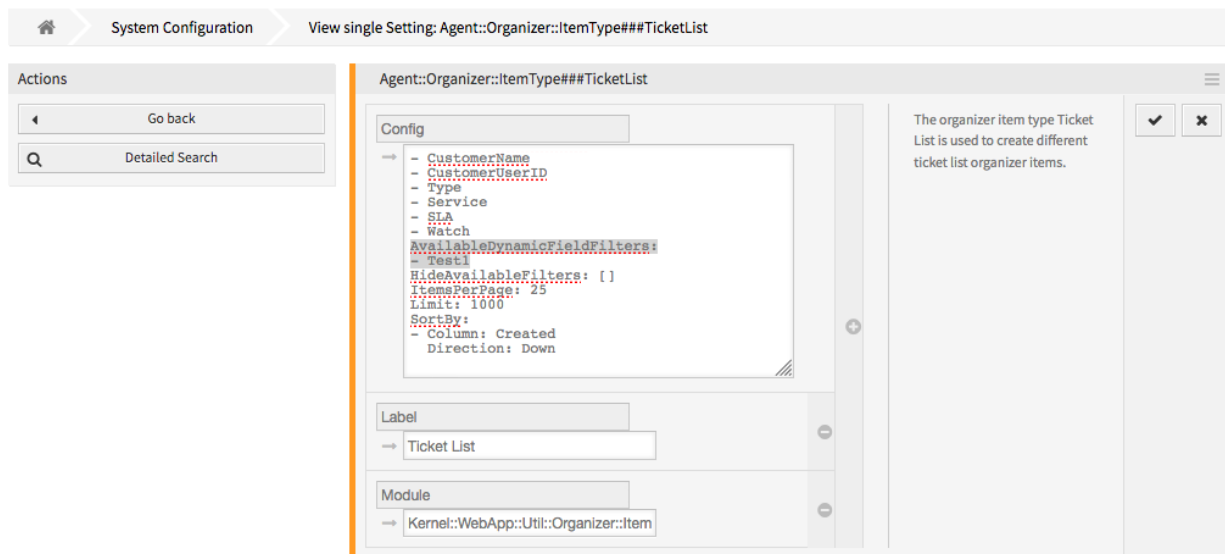 System Configuration
View single Setting: Agent::Organizer::ItemType###TicketList
Actions
Go back
Detailed Search
Agent::Organizer::ItemType###TicketList
Config
- CustomerName
- CustomerUserID
- Type
- Service
- SLA
- Watch
AvailableDynamicFieldFilters:
- Test1
HideAvailableFilters: []
ItemsPerPage: 25
Limit: 1000
SortBy:
- Column: Created
Direction: Down
Label
Ticket List
Module
Kernel::WebApp::Util::Organizer::Item
The organizer item type Ticket
List is used to create different
ticket list organizer items.